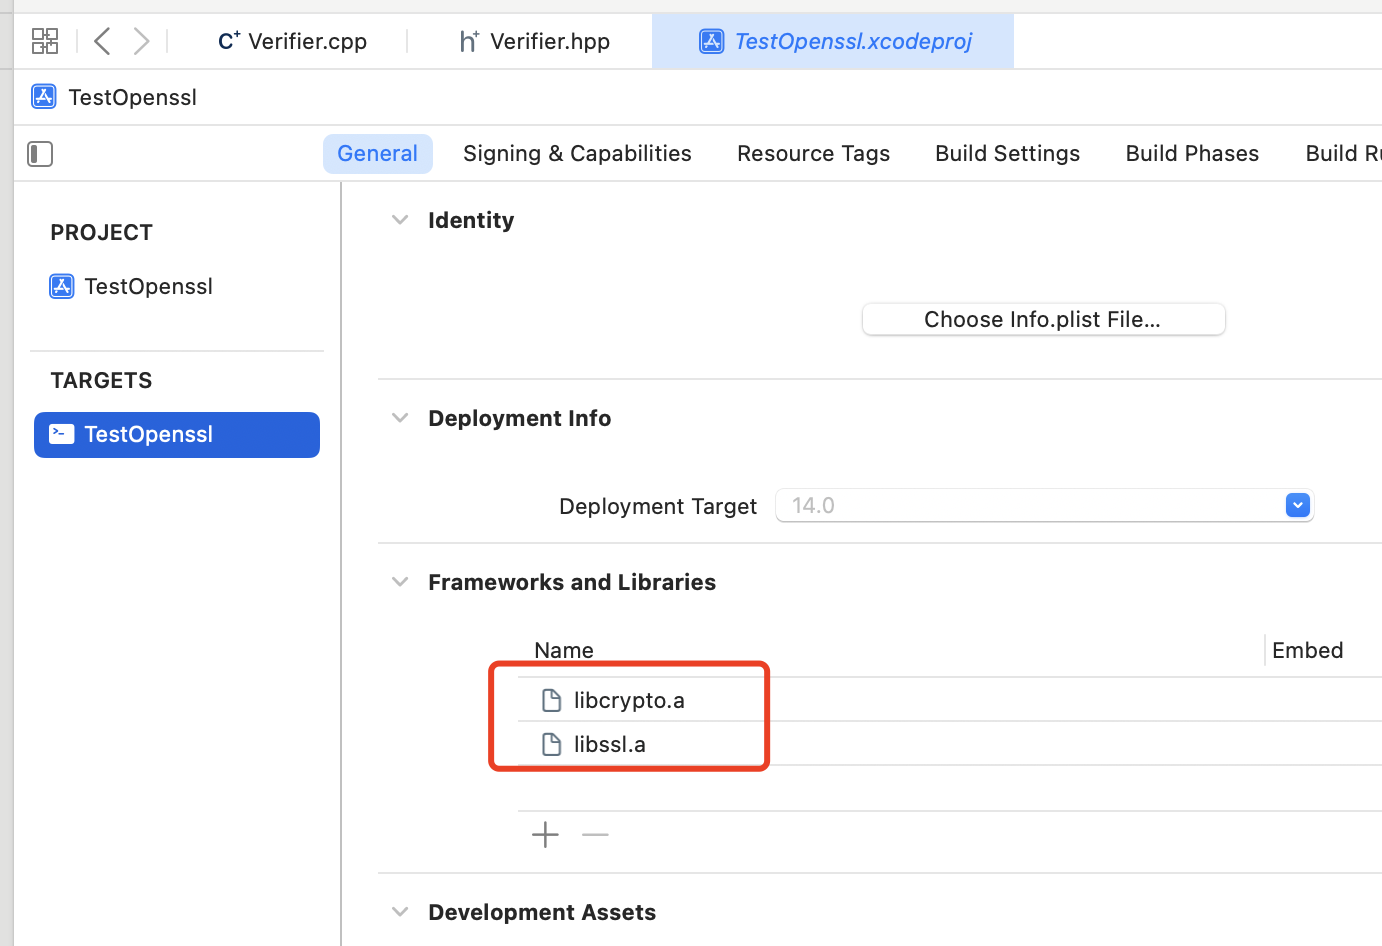 Verifier.cpp
Verifier.hpp
TestOpenssl.xcodeproj
TestOpenssl
General
Signing & Capabilities
Resource Tags
Build Settings
Build Phases
Build Ru
PROJECT
TestOpenssl
TARGETS
TestOpenssl
Identity
Choose Info.plist File...
Deployment Info
Deployment Target
14.0
Frameworks and Libraries
Name
Embed
libcrypto.a
libssl.a
Development Assets